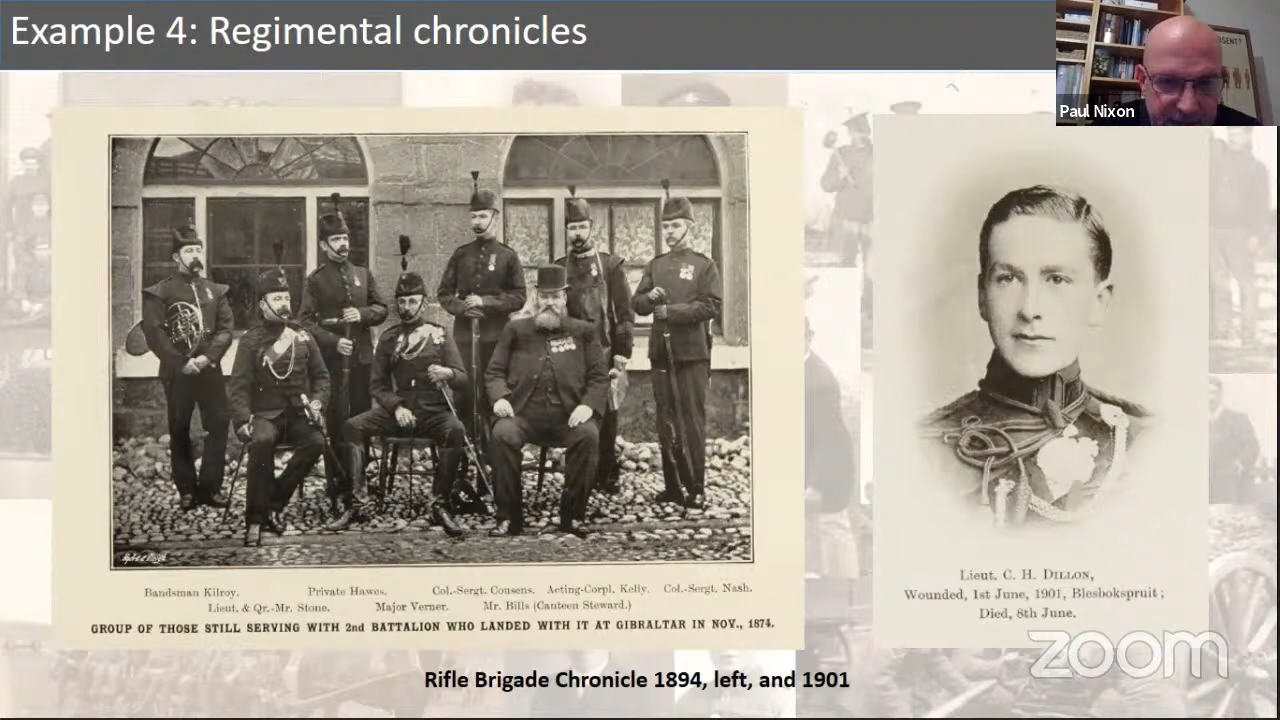 Example 4: Regimental chronicles
Paul Nixon
Bandsman Kilroy. Private Hawes. Col.-Sergt. Cousens. Acting-Corpl. Kelly. Col.-Sergt. Nash.
Lieut. & Qr.-Mr. Stone. Major Verner. Mr. Bills (Canteen Steward.)
GROUP OF THOSE STILL SERVING WITH 2nd BATTALION WHO LANDED WITH IT AT GIBRALTAR IN NOV., 1874.
Lieut. C. H. DILLON,
Wounded, 1st June, 1901, Blesbokspruit;
Died, 8th June.
zoom
Rifle Brigade Chronicle 1894, left, and 1901